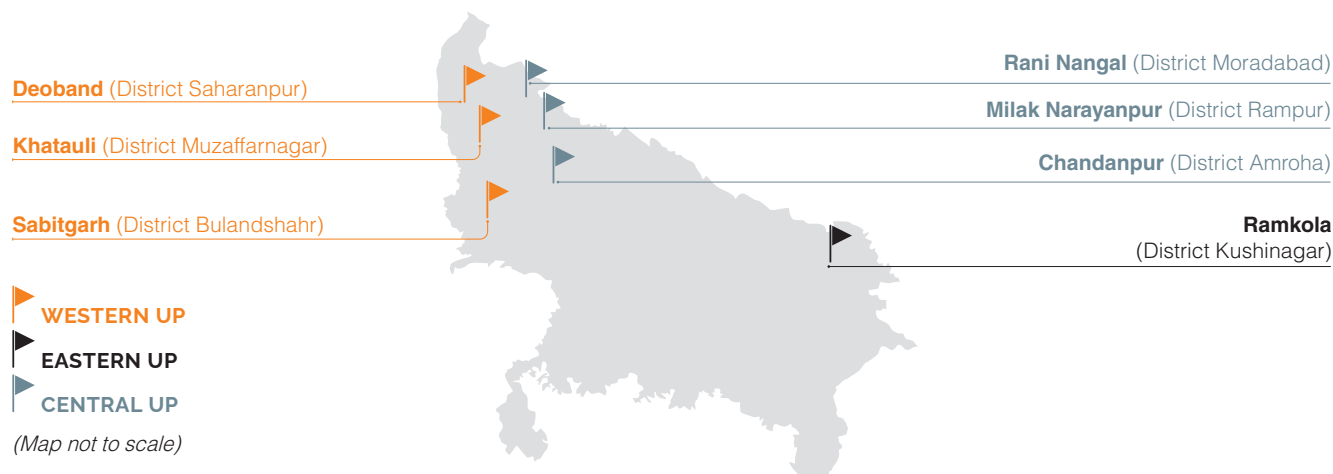 Deoband (District Saharanpur)
Khatauli (District Muzaffarnagar)
Sabitgarh (District Bulandshahr)
Rani Nangal (District Moradabad)
Milak Narayanpur (District Rampur)
Chandanpur (District Amroha)
Ramkola
(District Kushinagar)
WESTERN UP
EASTERN UP
CENTRAL UP
(Map not to scale)